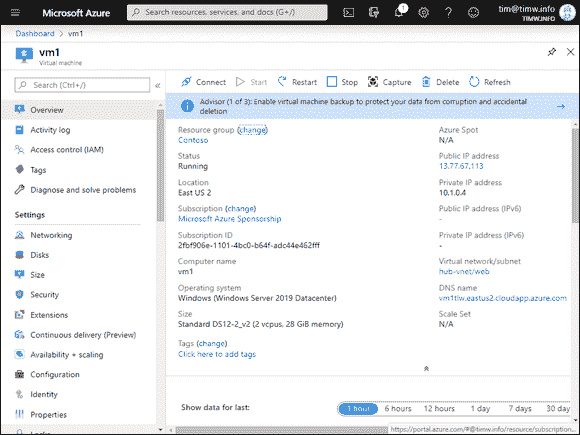 Microsoft Azure
Search resources, services, and docs (G+/)
1
tim@timw.info
TIMW.INFO
Dashboard > vm1
vm1
Virtual machine
Search (Ctrl+/)
Overview
Activity log
Access control (IAM)
Tags
Diagnose and solve problems
Settings
Networking
Disks
Size
Security
Extensions
Continuous delivery (Preview)
Availability + scaling
Configuration
Identity
Properties
Locks
Connect Start Restart Stop Capture Delete Refresh
Advisor (1 of 3): Enable virtual machine backup to protect your data from corruption and accidental
deletion
Resource group (change)
Contoso
Status
Running
Location
East US 2
Subscription (change)
Microsoft Azure Sponsorship
Subscription ID
2fbf906e-1101-4bc0-b64f-adc44e462fff
Computer name
vm1
Operating system
Windows (Windows Server 2019 Datacenter)
Size
Standard DS12-2_v2 (2 vcpus, 28 GiB memory)
Tags (change)
Click here to add tags
Azure Spot
N/A
Public IP address
13.77.67.113
Private IP address
10.1.0.4
Public IP address (IPv6)
-
Private IP address (IPv6)
-
Virtual network/subnet
hub-vnet/web
DNS name
vm1tlw.eastus2.cloudapp.azure.com
Scale Set
N/A
Show data for last: 1 hour 6 hours 12 hours 1 day 7 days 30 day
https://portal.azure.com/#@timw.info/resource/subscription...